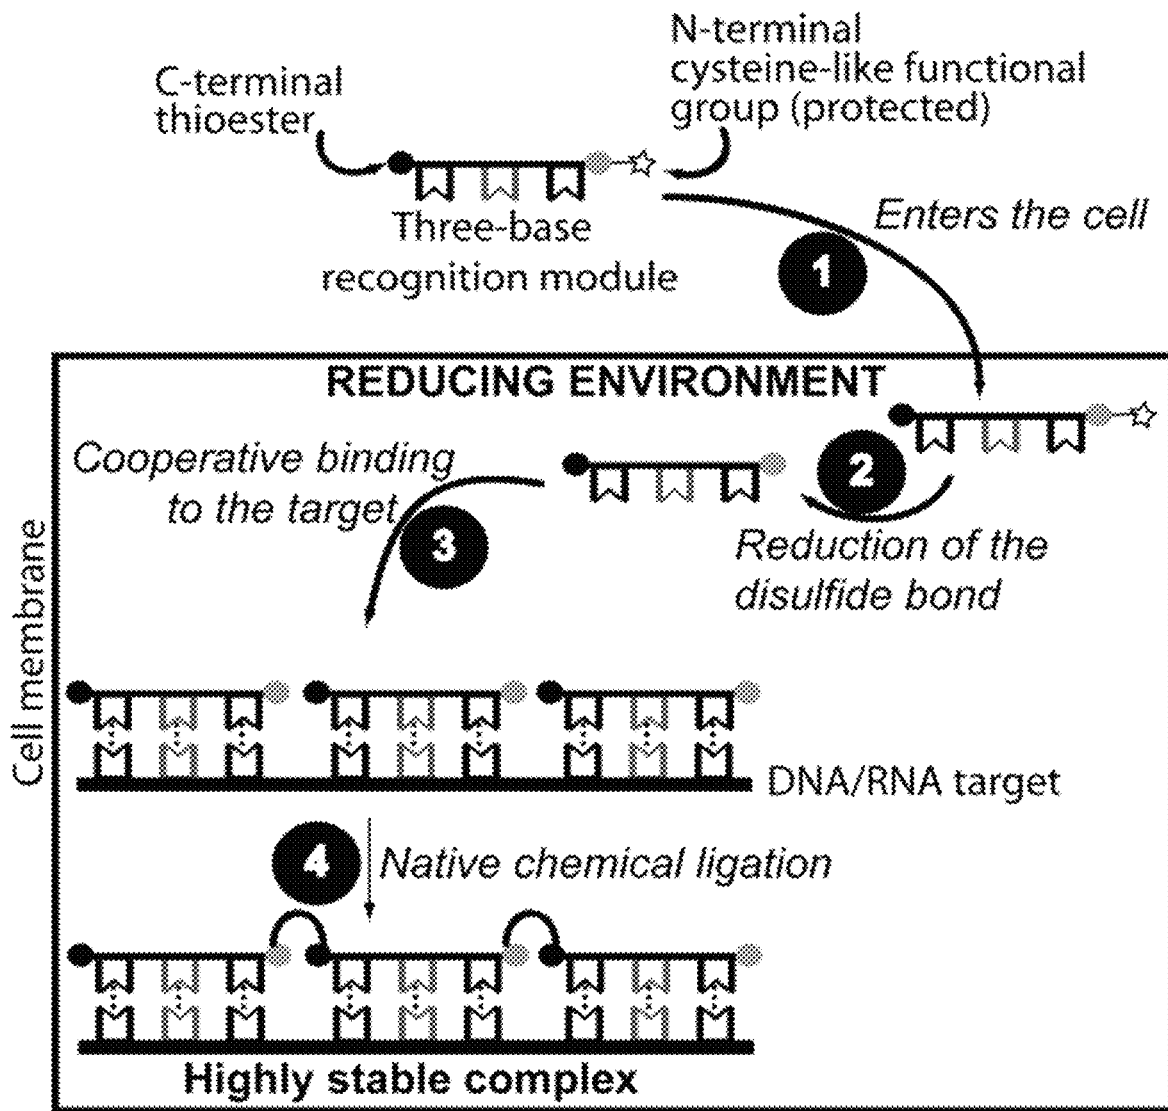 C-terminal
thioester
N-terminal
cysteine-like functional
group (protected)
Three-base
recognition module
Enters the cell
1
REDUCING ENVIRONMENT
Cooperative binding
to the target
2
3
Reduction of the
disulfide bond
Cell membrane
DNA/RNA target
4
Native chemical ligation
Highly stable complex